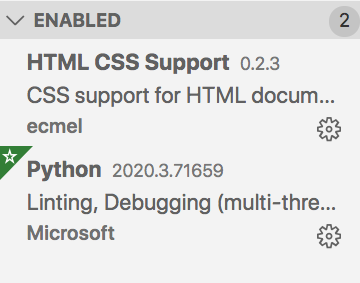 ENABLED 2
HTML CSS Support 0.2.3
CSS support for HTML docum...
ecmel
Python 2020.3.71659
Linting, Debugging (multi-thre...
Microsoft